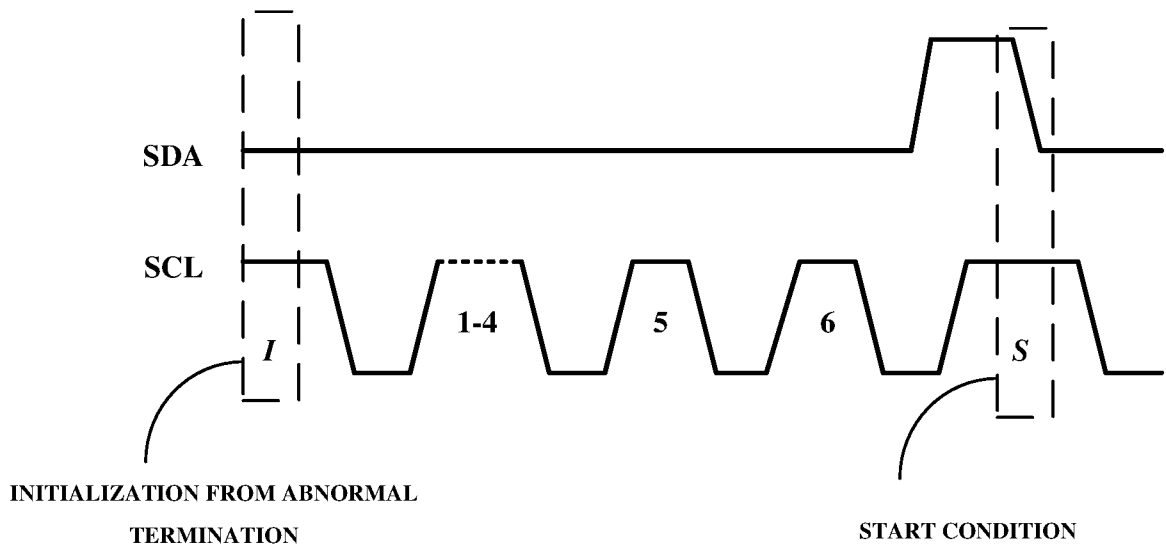 SDA
SCL
1-4
5
6
I
S
INITIALIZATION FROM ABNORMAL
TERMINATION
START CONDITION